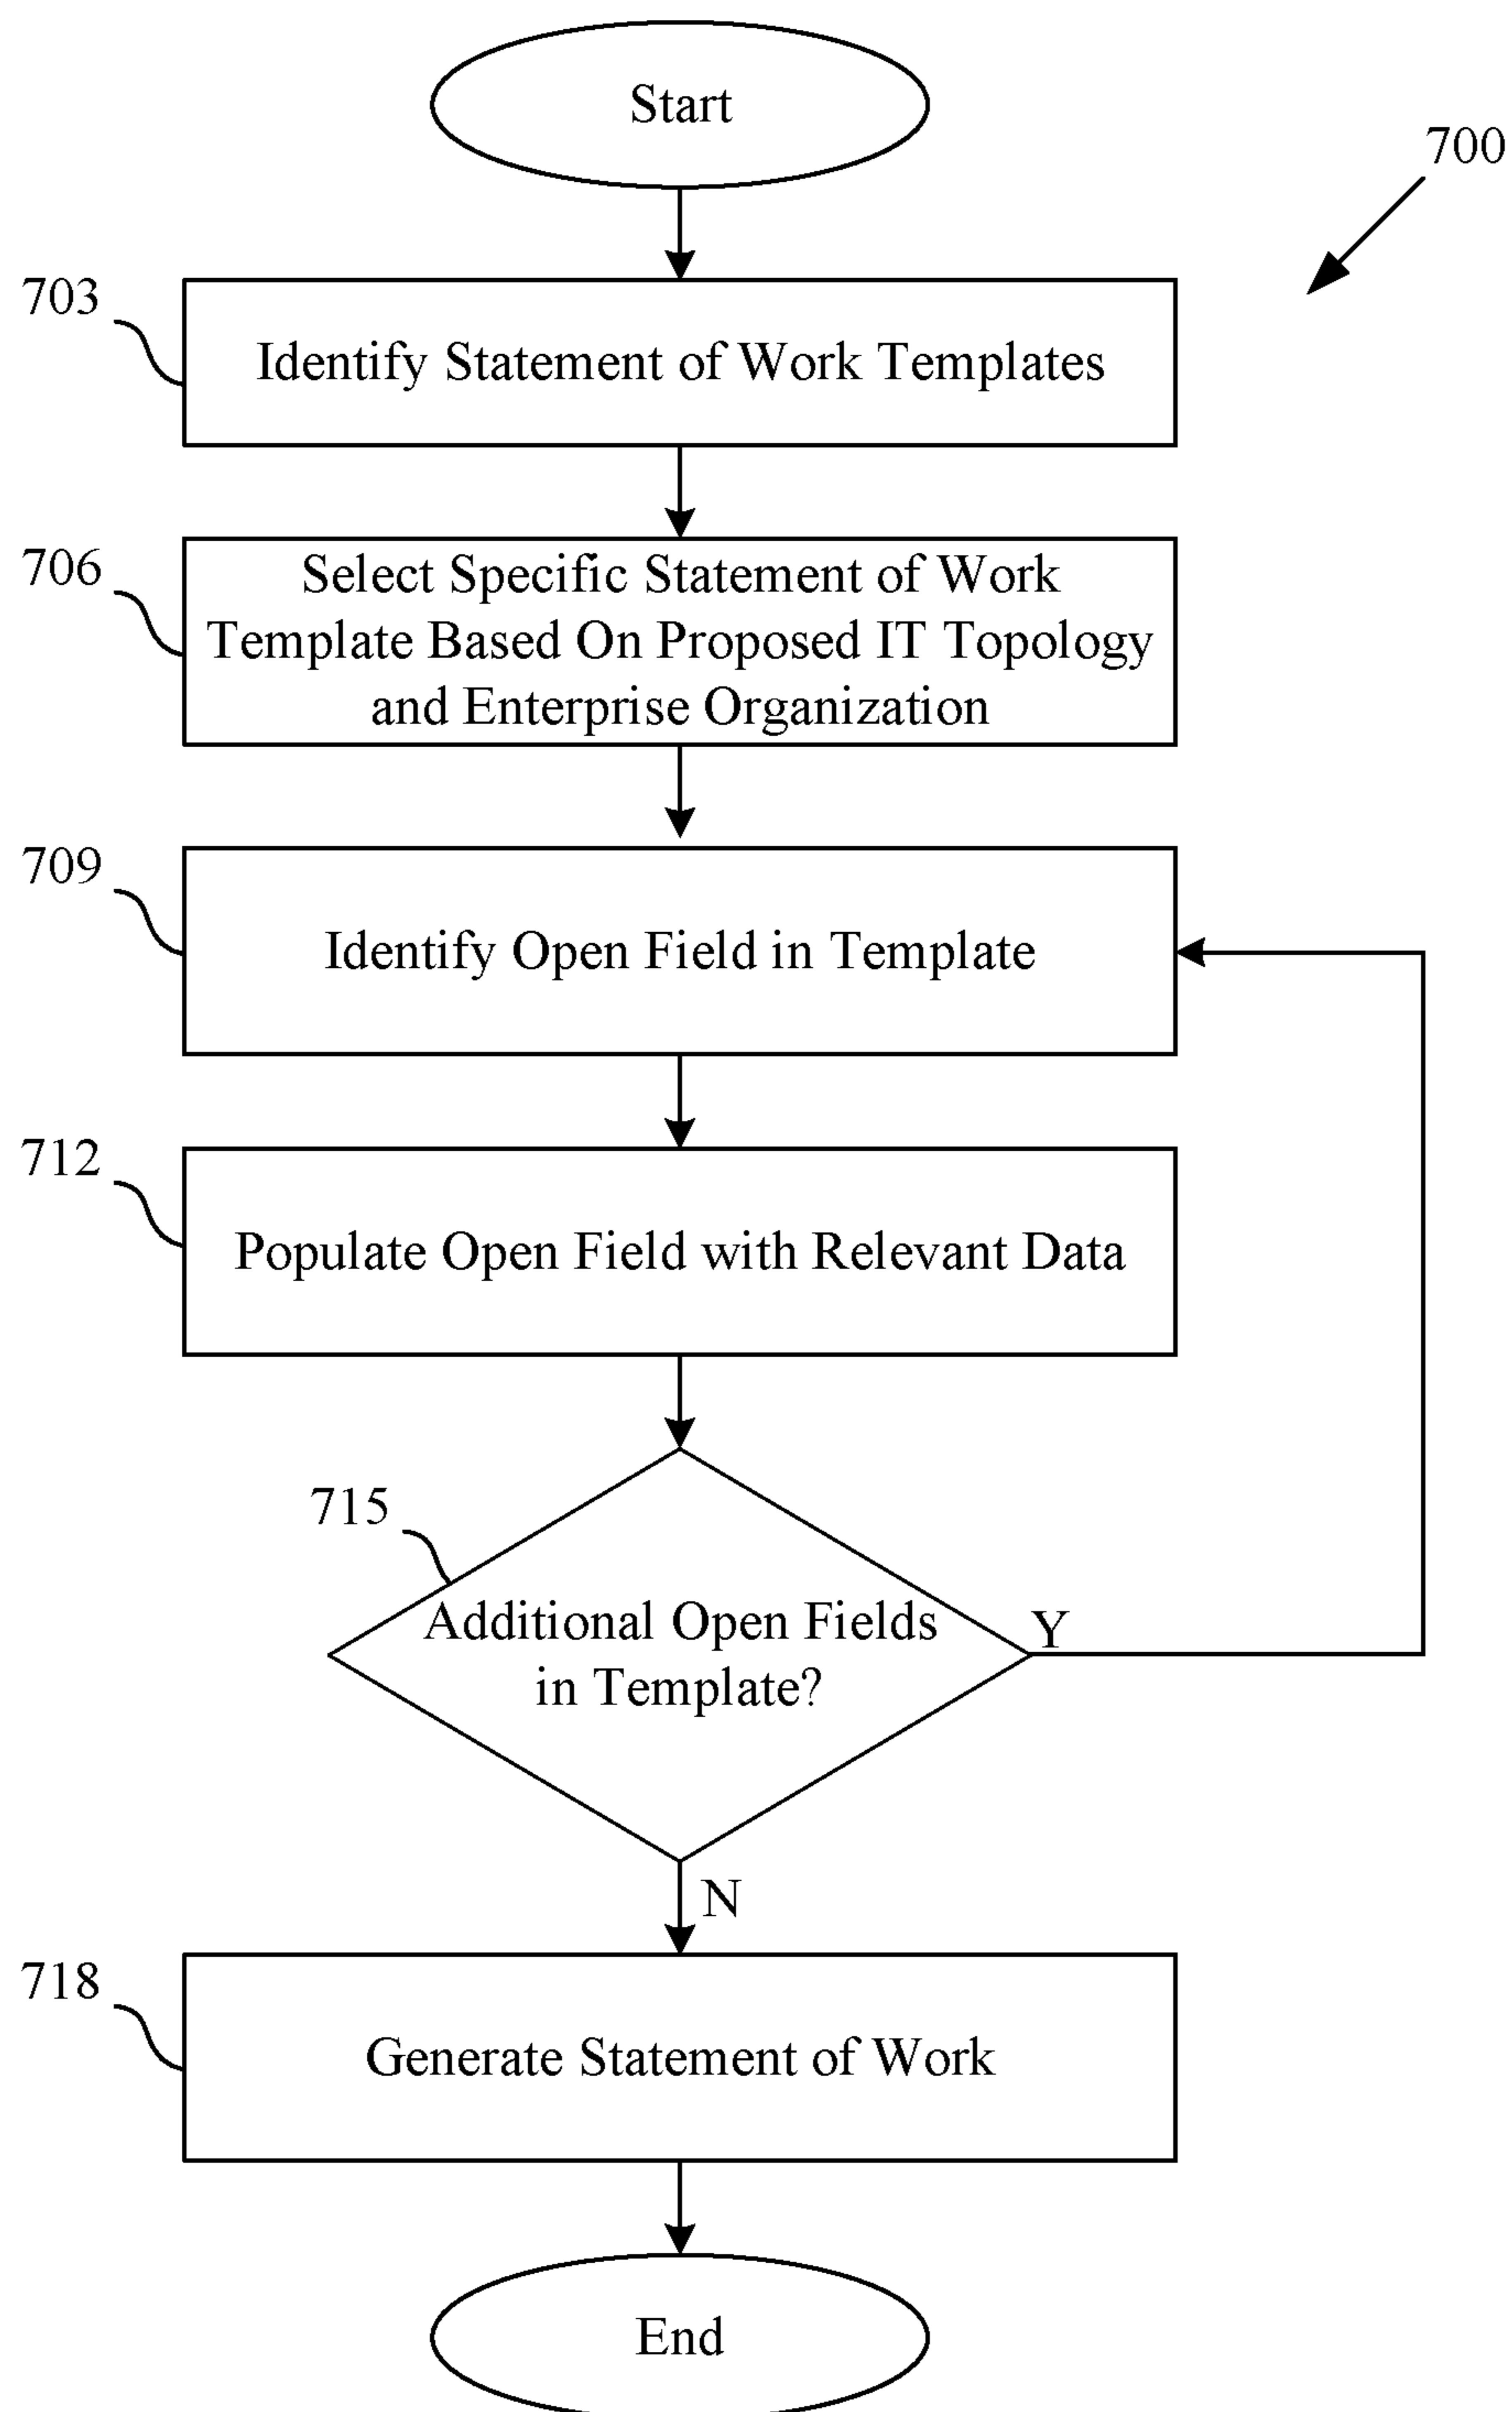 Start
700
703
Identify Statement of Work Templates
706
Select Specific Statement of Work
Template Based On Proposed IT Topology
and Enterprise Organization
709
Identify Open Field in Template
712
Populate Open Field with Relevant Data
715
Additional Open Fields
in Template?
Y
N
718
Generate Statement of Work
End